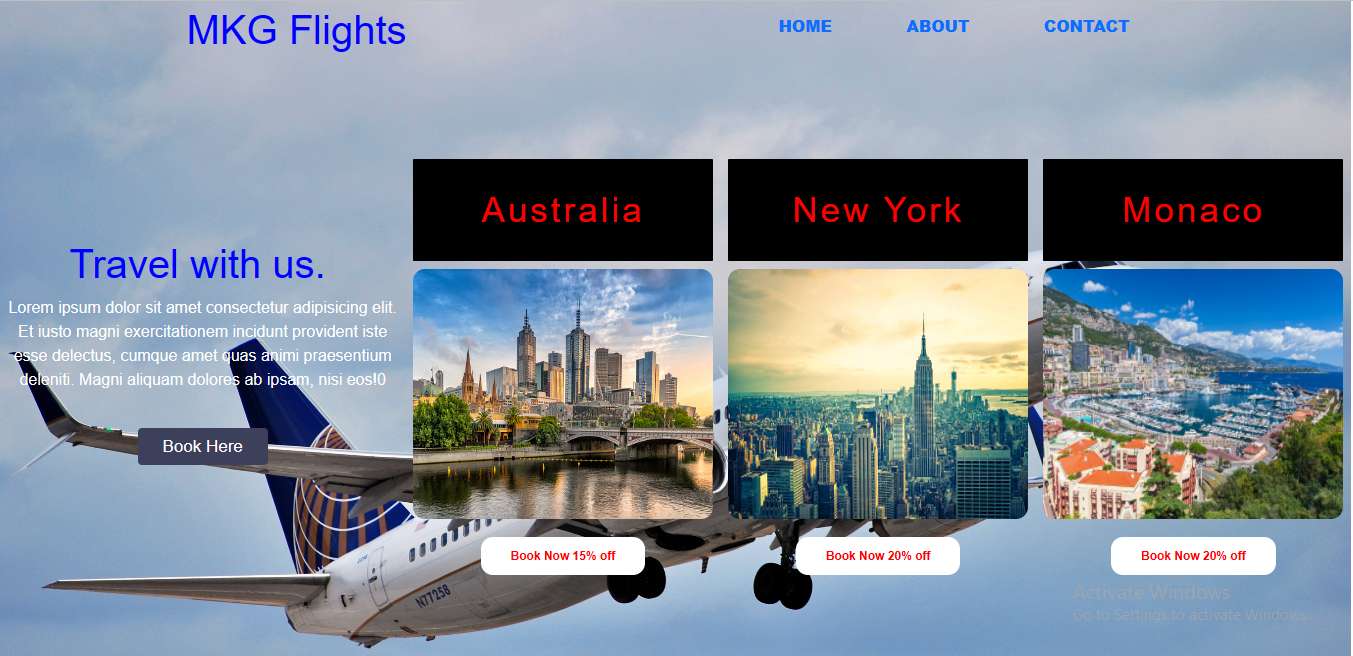 MKG Flights
HOME ABOUT CONTACT
Travel with us.
Lorem ipsum dolor sit amet consectetur adipisicing elit.
Et iusto magni exercitationem incidunt provident iste
esse delectus, cumque amet quas animi praesentium
deleniti. Magni aliquam dolores ab ipsam, nisi eos!0
Book Here
Australia
New York
Monaco
Book Now 15% off
Book Now 20% off
Book Now 20% off
N77258
Activate Windows
Go to Settings to activate Windows.